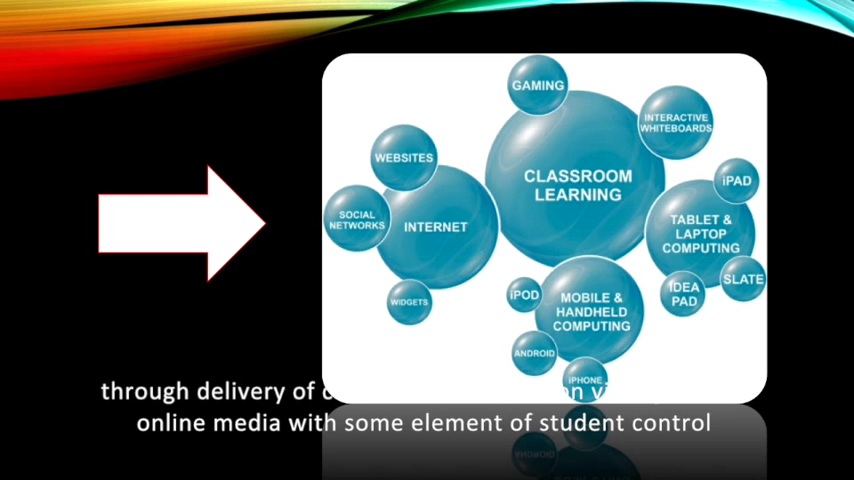 GAMING
INTERACTIVE
WHITEBOARDS
WEBSITES
CLASSROOM
LEARNING
iPAD
SOCIAL
NETWORKS
INTERNET
TABLET &
LAPTOP
COMPUTING
WIDGETS
iPOD
MOBILE &
HANDHELD
COMPUTING
IDEA
PAD
SLATE
ANDROID
iPHONE
through delivery of
online media with some element of student control
ANDROID